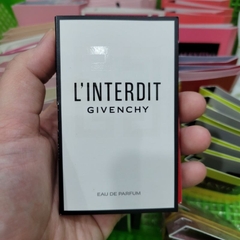 L'INTERDIT
GIVENCHY
EAU DE PARFUM